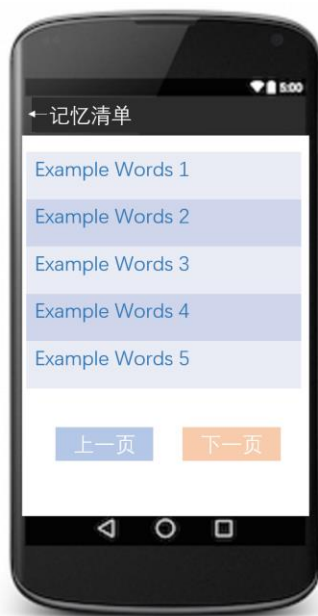 5:00
←记忆清单
Example Words 1
Example Words 2
Example Words 3
Example Words 4
Example Words 5
上一页 下一页